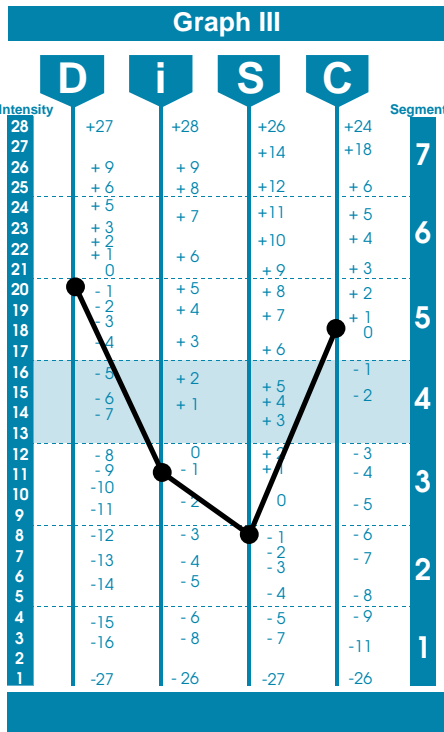 Graph III
D i S C
Intensity Segment
28 +27 +28 +26 +24
27 +14 +18 7
26 + 9 + 9
25 + 6 + 8 +12 + 6
24 + 5 + 7 +11 + 5
23 + 3 6
+ 2 +10 + 4
22 + 1 + 6
21 0 + 9 + 3
20 - 1 + 5 + 8 + 2
19 - 2 + 4 + 7 + 1 5
18 - 3 0
17 - 4 + 3 + 6
16 - 5 + 2 - 1
15 - 6 + 1 + 5 - 2 4
14 - 7 + 4
13 + 3
12 - 8 0 + 2 - 3
11 - 9 - 1 + 1 - 4 3
10 -10 - 2 0 - 5
9 -11
8 -12 - 3 - 1 - 6
7 -13 - 4 - 2 - 7 2
6 -14 - 5 - 3
5 - 4 - 8
4 -15 - 6 - 5 - 9
3 -16 - 8 - 7 -11 1
2
1 -27 - 26 -27 -26